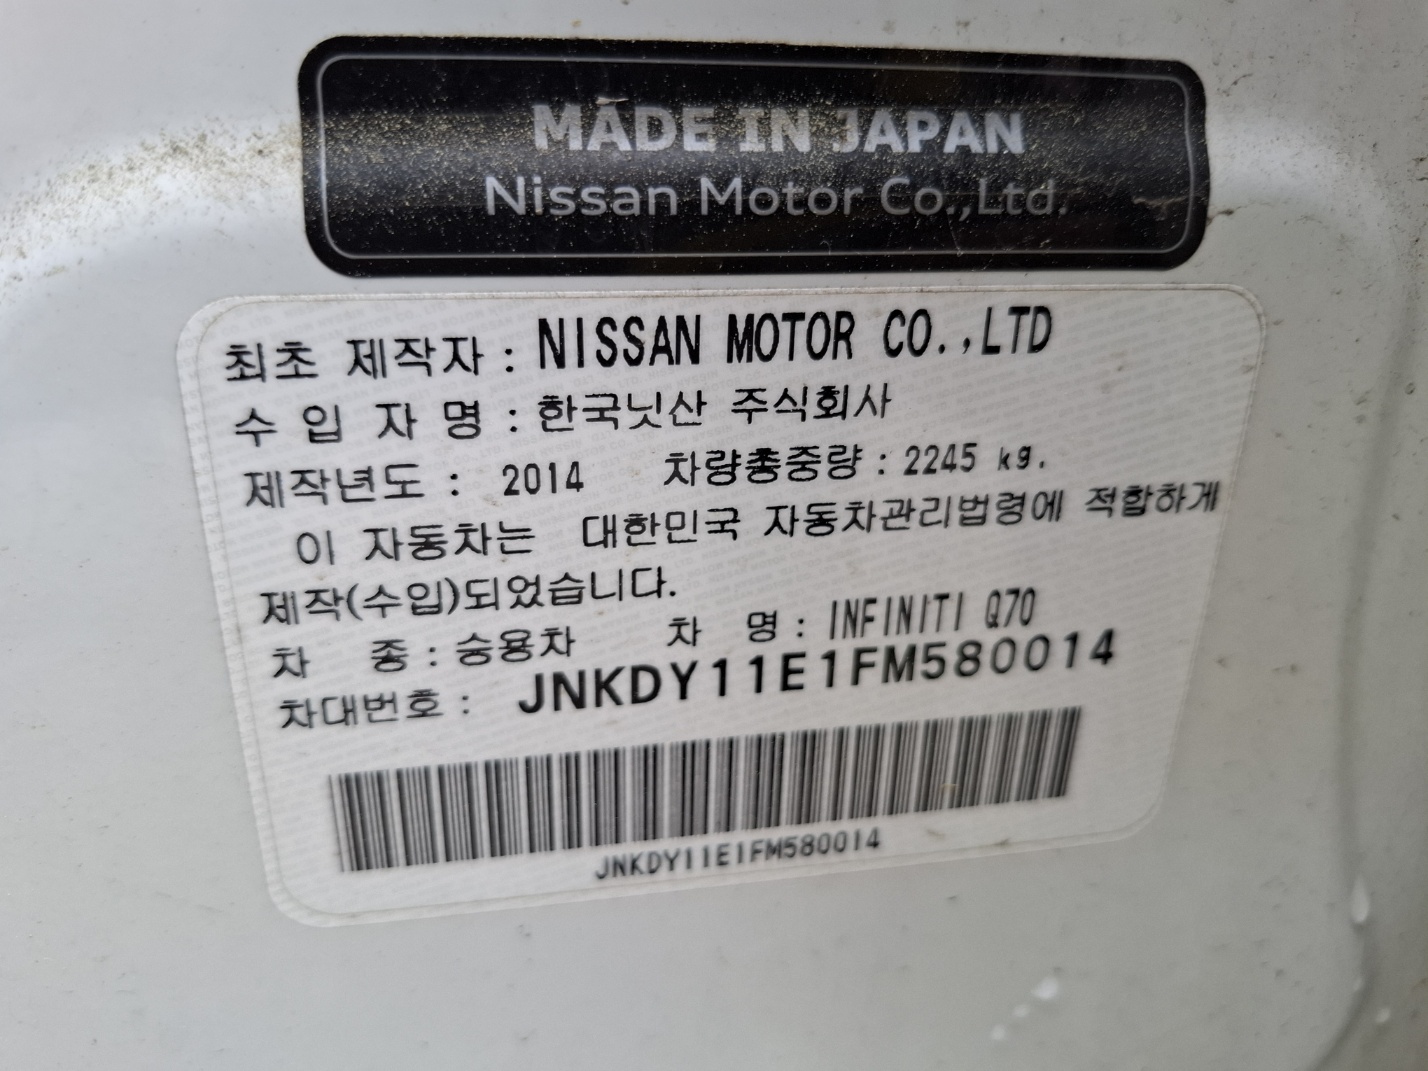 MADE IN JAPAN
Nissan Motor Co.,Ltd.
최초 제작자 : NISSAN MOTOR CO.,LTD
수 입 자 명 : 한국닛산 주식회사
제작년도 : 2014 차량총중량 : 2245 kg.
이 자동차는 대한민국 자동차관리법령에 적합하게
제작(수입)되었습니다.
차 종 : 승용차 차 명 : INFINITI Q70
차대번호 : JNKDY11E1FM580014
JNKDY11E1FM580014